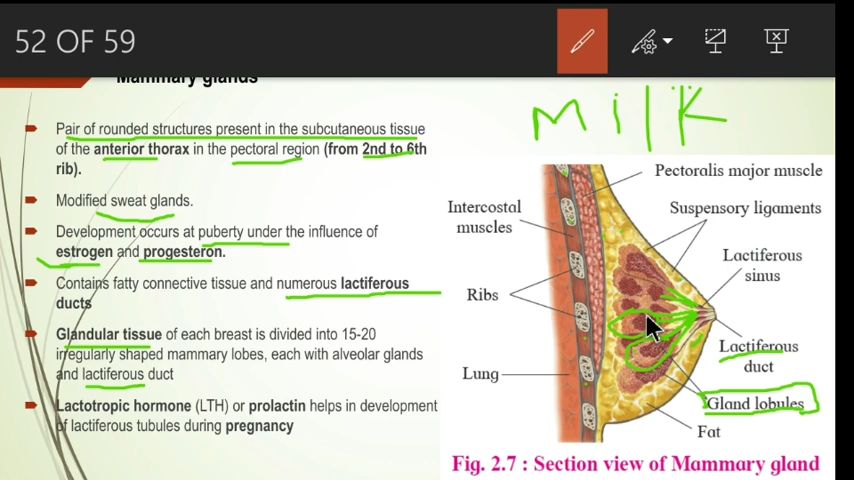 52 OF 59
Mammary glands
Pair of rounded structures present in the subcutaneous tissue
of the anterior thorax in the pectoral region (from 2nd to 6th
rib).
Modified sweat glands.
Development occurs at puberty under the influence of
estrogen and progesteron.
Contains fatty connective tissue and numerous lactiferous
ducts
Glandular tissue of each breast is divided into 15-20
irregularly shaped mammary lobes, each with alveolar glands
and lactiferous duct
Lactotropic hormone (LTH) or prolactin helps in development
of lactiferous tubules during pregnancy
milk
Pectoralis major muscle
Intercostal
muscles
Suspensory ligaments
Lactiferous
sinus
Ribs
Lactiferous
duct
Lung
Gland lobules
Fat
Fig. 2.7 : Section view of Mammary gland